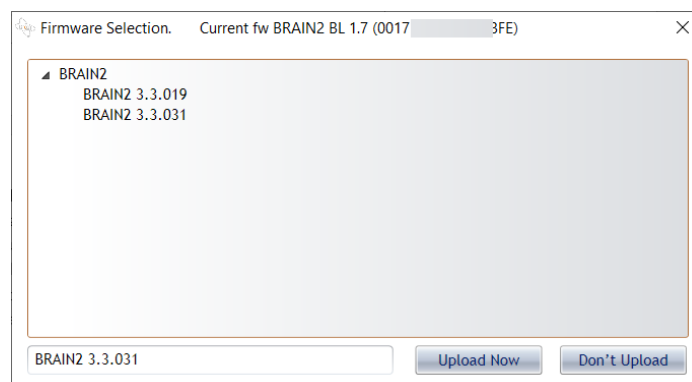 Firmware Selection. Current fw BRAIN2 BL 1.7 (0017 3FE)
BRAIN2
BRAIN2 3.3.019
BRAIN2 3.3.031
BRAIN2 3.3.031
Upload Now Don't Upload